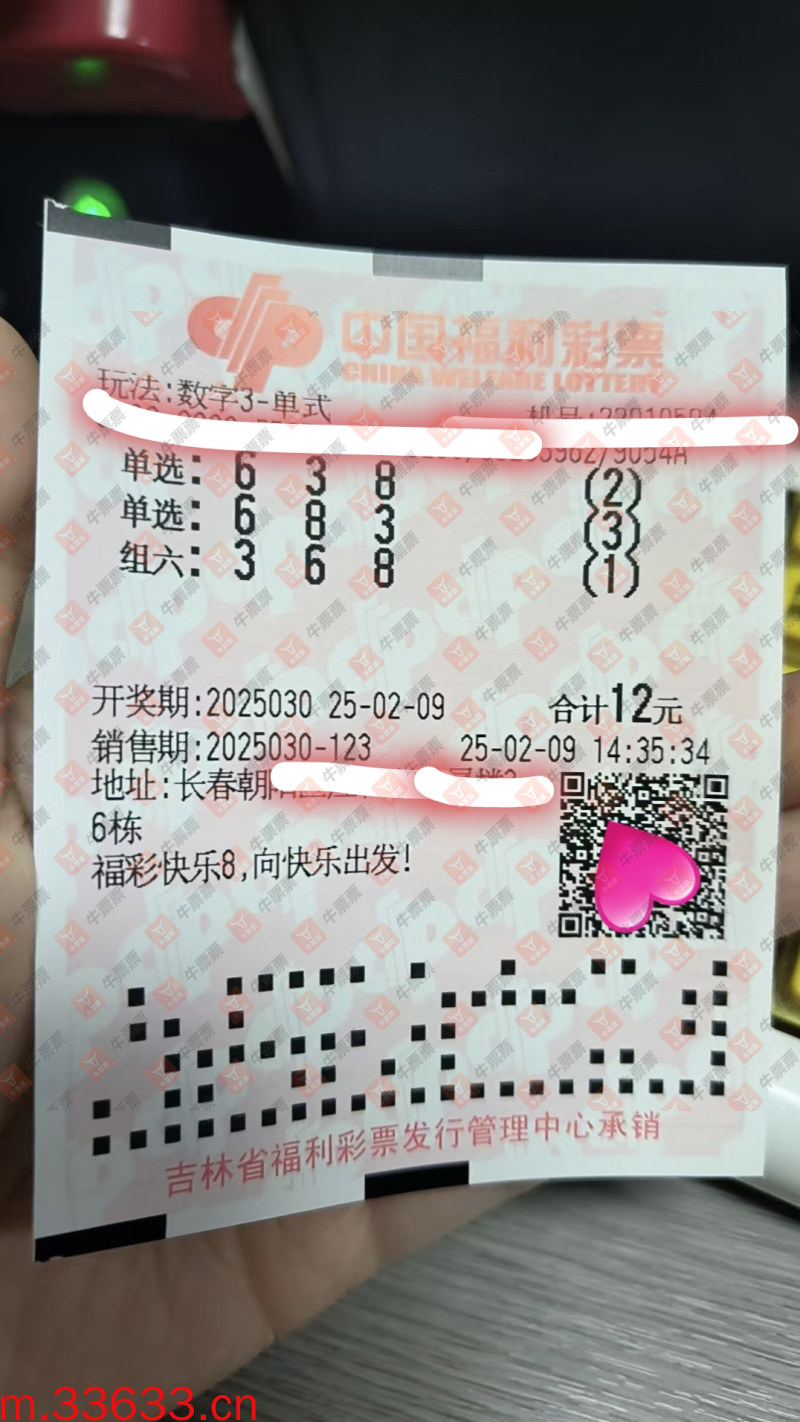 中国福利彩票
CHINA WELFARE LOTTERY
玩法:数字3-单式
单选: 6 3 8 (2)
单选: 6 8 3 (3)
组六: 3 6 8 (1)
开奖期:2025030 25-02-09 合计12元
销售期:2025030-123 25-02-09 14:35:34
地址:长春朝
6栋
福彩快乐8,向快乐出发!
吉林省福利彩票发行管理中心承销
牛票票
m.33633.cn